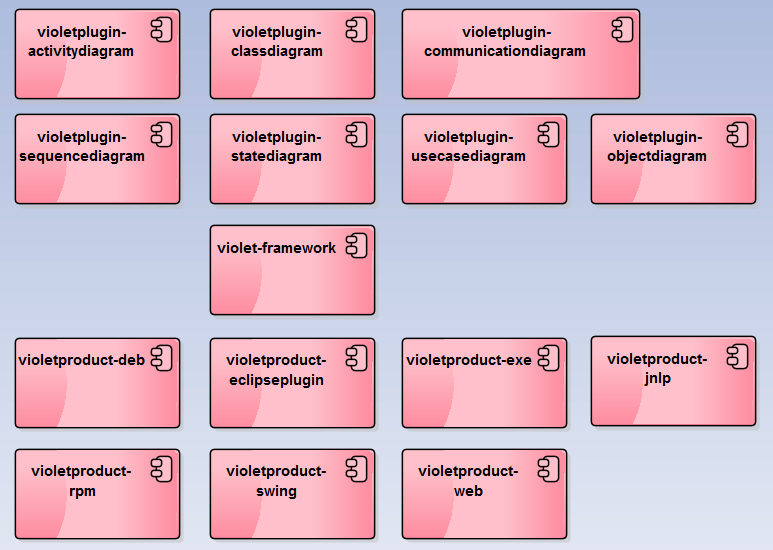 violetplugin-
activitydiagram
violetplugin-
classdiagram
violetplugin-
communicationdiagram
violetplugin-
sequencediagram
violetplugin-
statediagram
violetplugin-
usecasediagram
violetplugin-
objectdiagram
violet-framework
violetproduct-deb
violetproduct-
eclipseplugin
violetproduct-exe
violetproduct-
jnlp
violetproduct-
rpm
violetproduct-
swing
violetproduct-
web